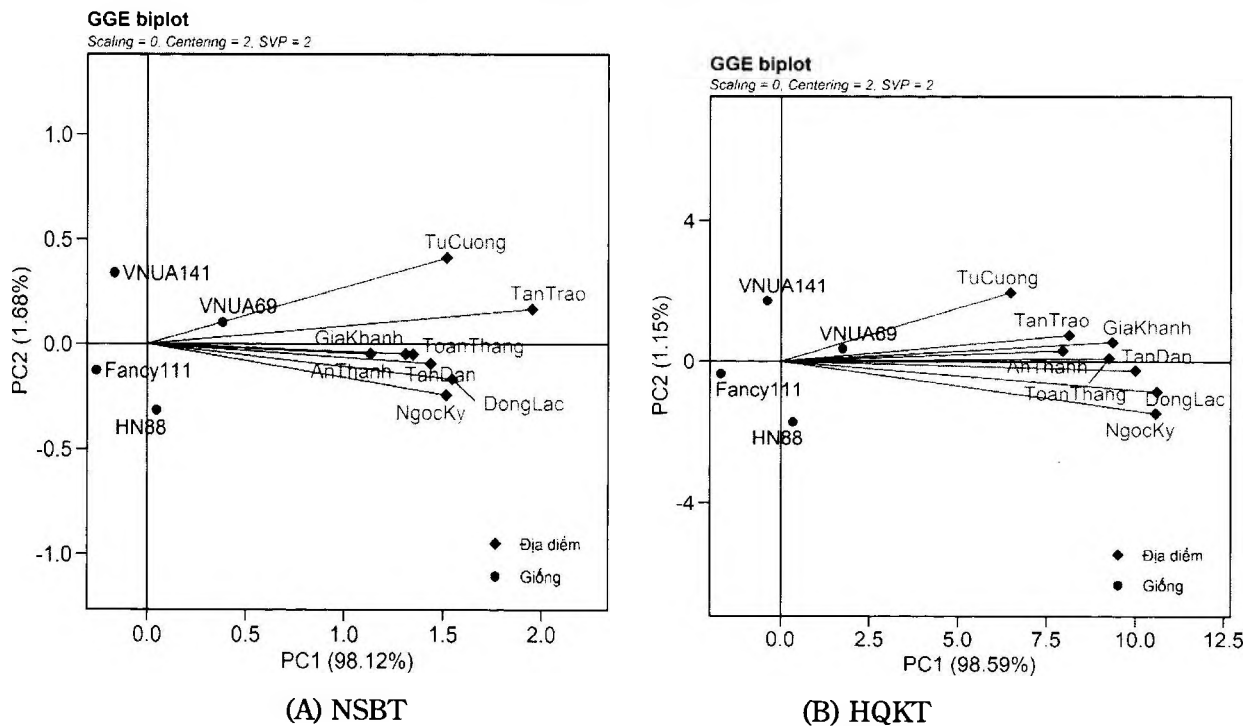 GGE biplot
Scaling = 0, Centering = 2, SVP = 2
1.0
0.5
0.0
-0.5
-1.0
PC2 (1.68%)
TuCuong
VNUA141
VNUA69
TanTrao
GiaKhanh
ToanThang
Fancy111
AnThanh
TanDan
DongLac
NgocKy
HN88
Địa điểm
Giống
0.0
0.5
1.0
1.5
2.0
PC1 (98.12%)
(A) NSBT
GGE biplot
Scaling = 0, Centering = 2, SVP = 2
4
0
-4
PC2 (1.15%)
VNUA141
TuCuong
VNUA69
TanTrao
GiaKhanh
AnThanh
TanDan
Fancy111
ToanThang
DongLac
HN88
NgocKy
Địa điểm
Giống
0.0
2.5
5.0
7.5
10.0
12.5
PC1 (98.59%)
(B) HQKT